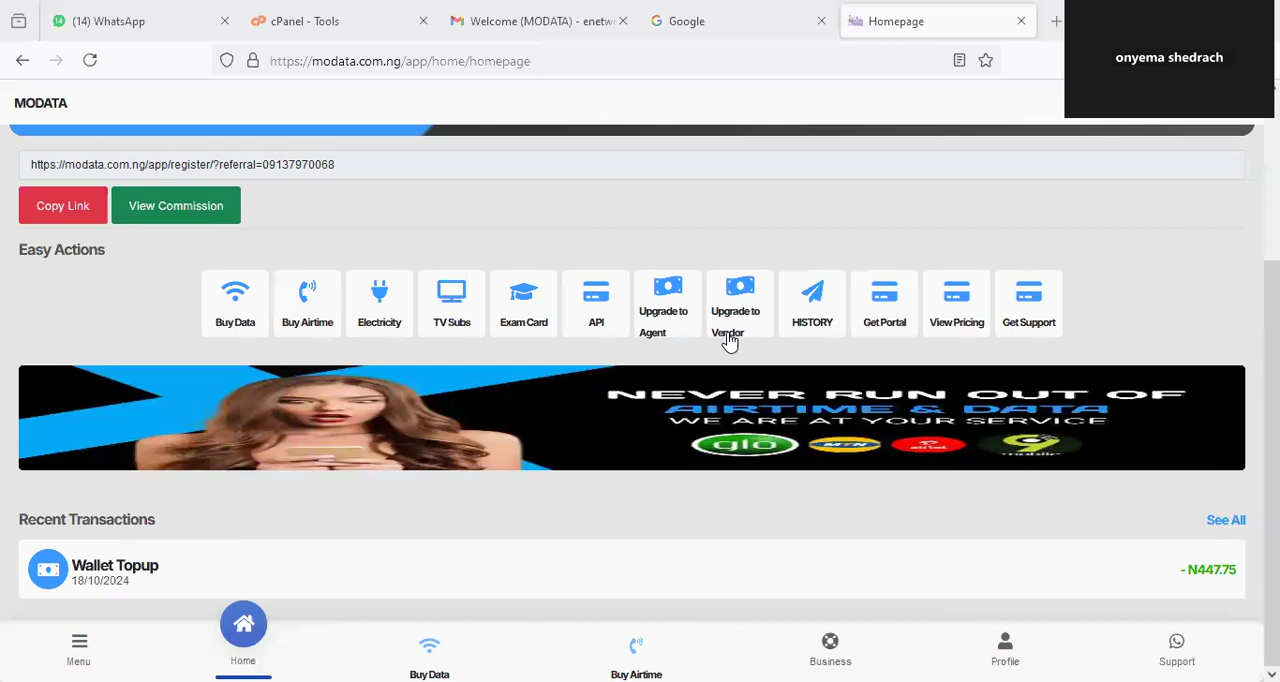 (14) WhatsApp
cPanel - Tools
Welcome (MODATA) - enetwo
Google
Homepage
onyema shedrach
https://modata.com.ng/app/home/homepage
MODATA
https://modata.com.ng/app/register/?referral=09137970068
Copy Link
View Commission
Easy Actions
Buy Data
Buy Airtime
Electricity
TV Subs
Exam Card
API
Upgrade to
Agent
Upgrade to
Vendor
HISTORY
Get Portal
View Pricing
Get Support
NEVER RUN OUT OF
AIRTIME & DATA
WE ARE AT YOUR SERVICE
glo
MTN
airtel
9
mobile
Recent Transactions
See All
Wallet Topup
18/10/2024
- N447.75
Menu
Home
Buy Data
Buy Airtime
Business
Profile
Support